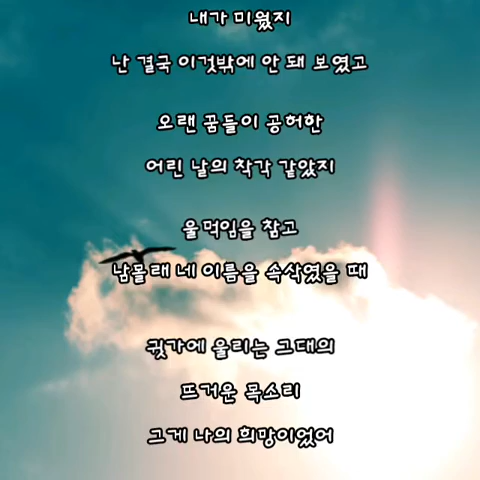 내가 미웠지
난 결국 이것밖에 안 돼 보였고
오랜 꿈들이 공허한
어린 날의 착각 같았지
울먹임을 참고
남몰래 네 이름을 속삭였을 때
귓가에 울리는 그대의
뜨거운 목소리
그게 나의 희망이었어